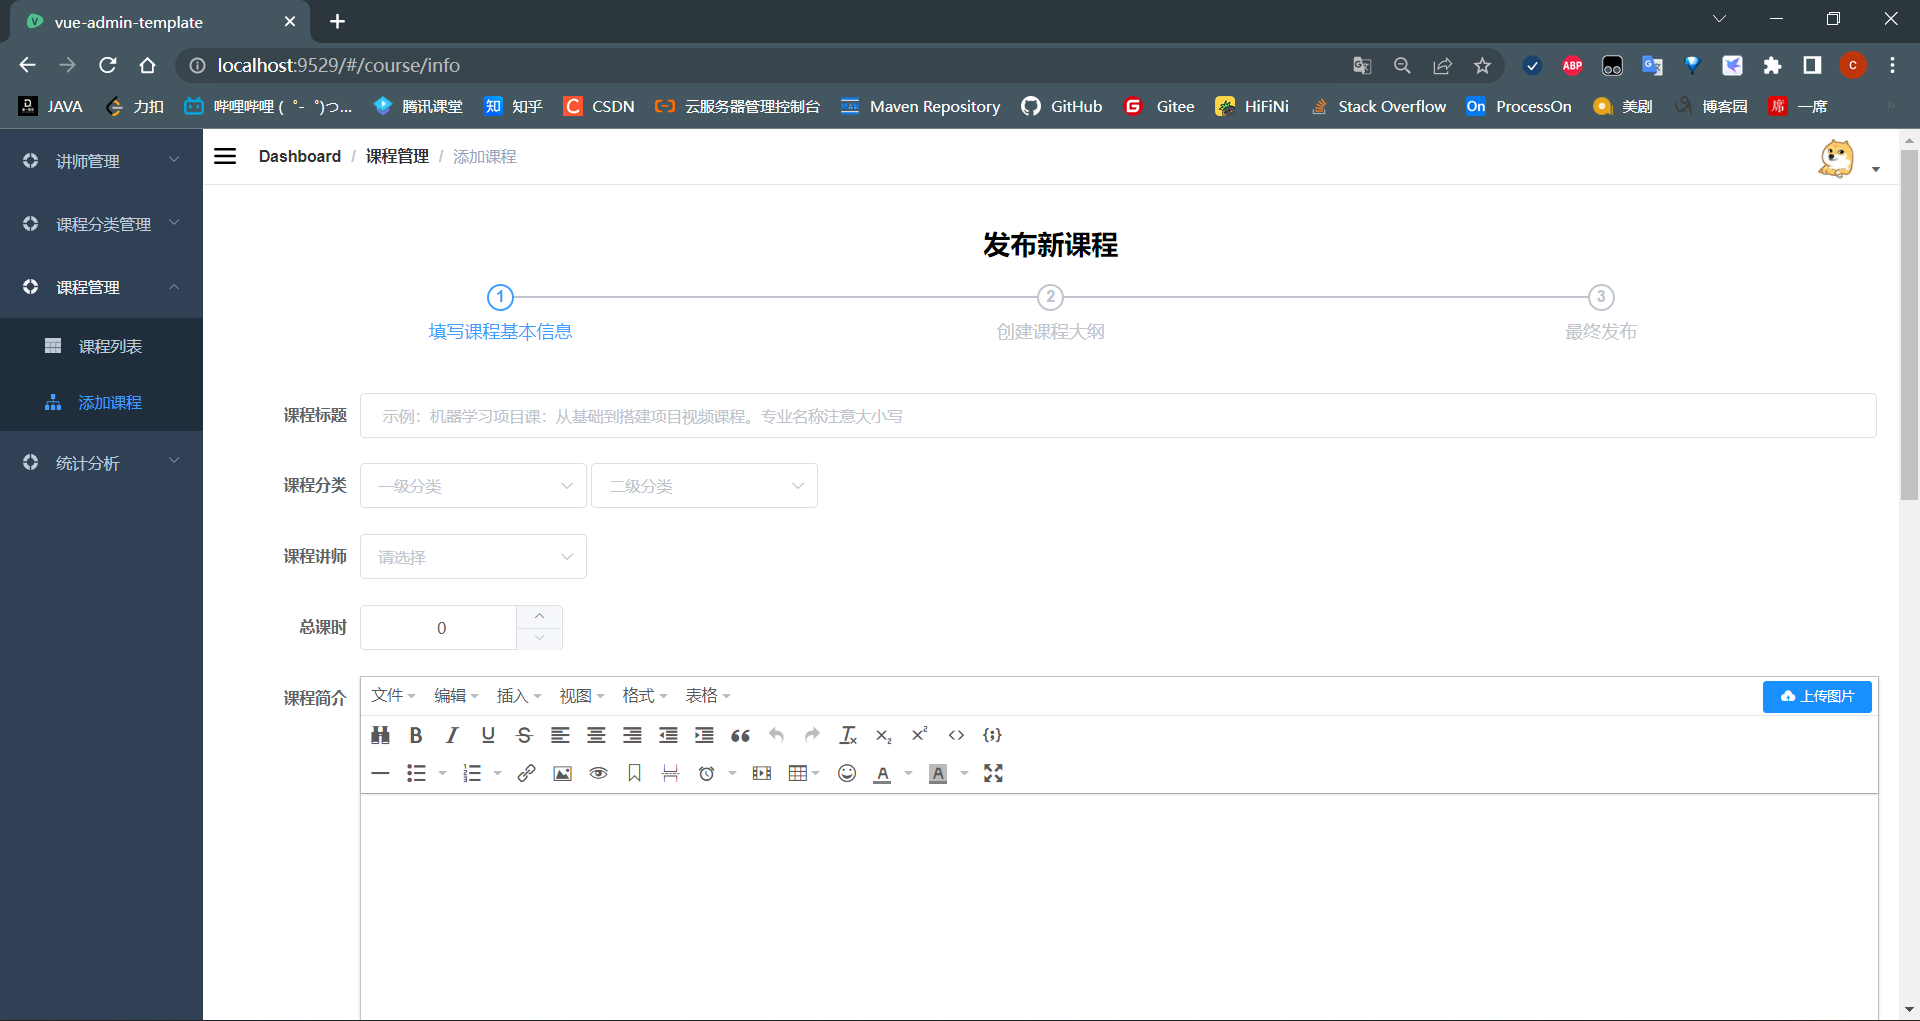 vue-admin-template
localhost:9529/#/course/info
ABP
C
JAVA 力扣 哔哩哔哩 (゜-゜)つ... 腾讯课堂 知 知乎 C CSDN 云服务器管理控制台 Maven Repository GitHub G Gitee HiFiNi Stack Overflow On ProcessOn 美剧 博客园 席 一席
讲师管理
课程分类管理
课程管理
课程列表
添加课程
统计分析
Dashboard / 课程管理 / 添加课程
发布新课程
1 2 3
填写课程基本信息 创建课程大纲 最终发布
课程标题 示例：机器学习项目课：从基础到搭建项目视频课程。专业名称注意大小写
课程分类 一级分类 二级分类
课程讲师 请选择
总课时 0
课程简介 文件 编辑 插入 视图 格式 表格 上传图片